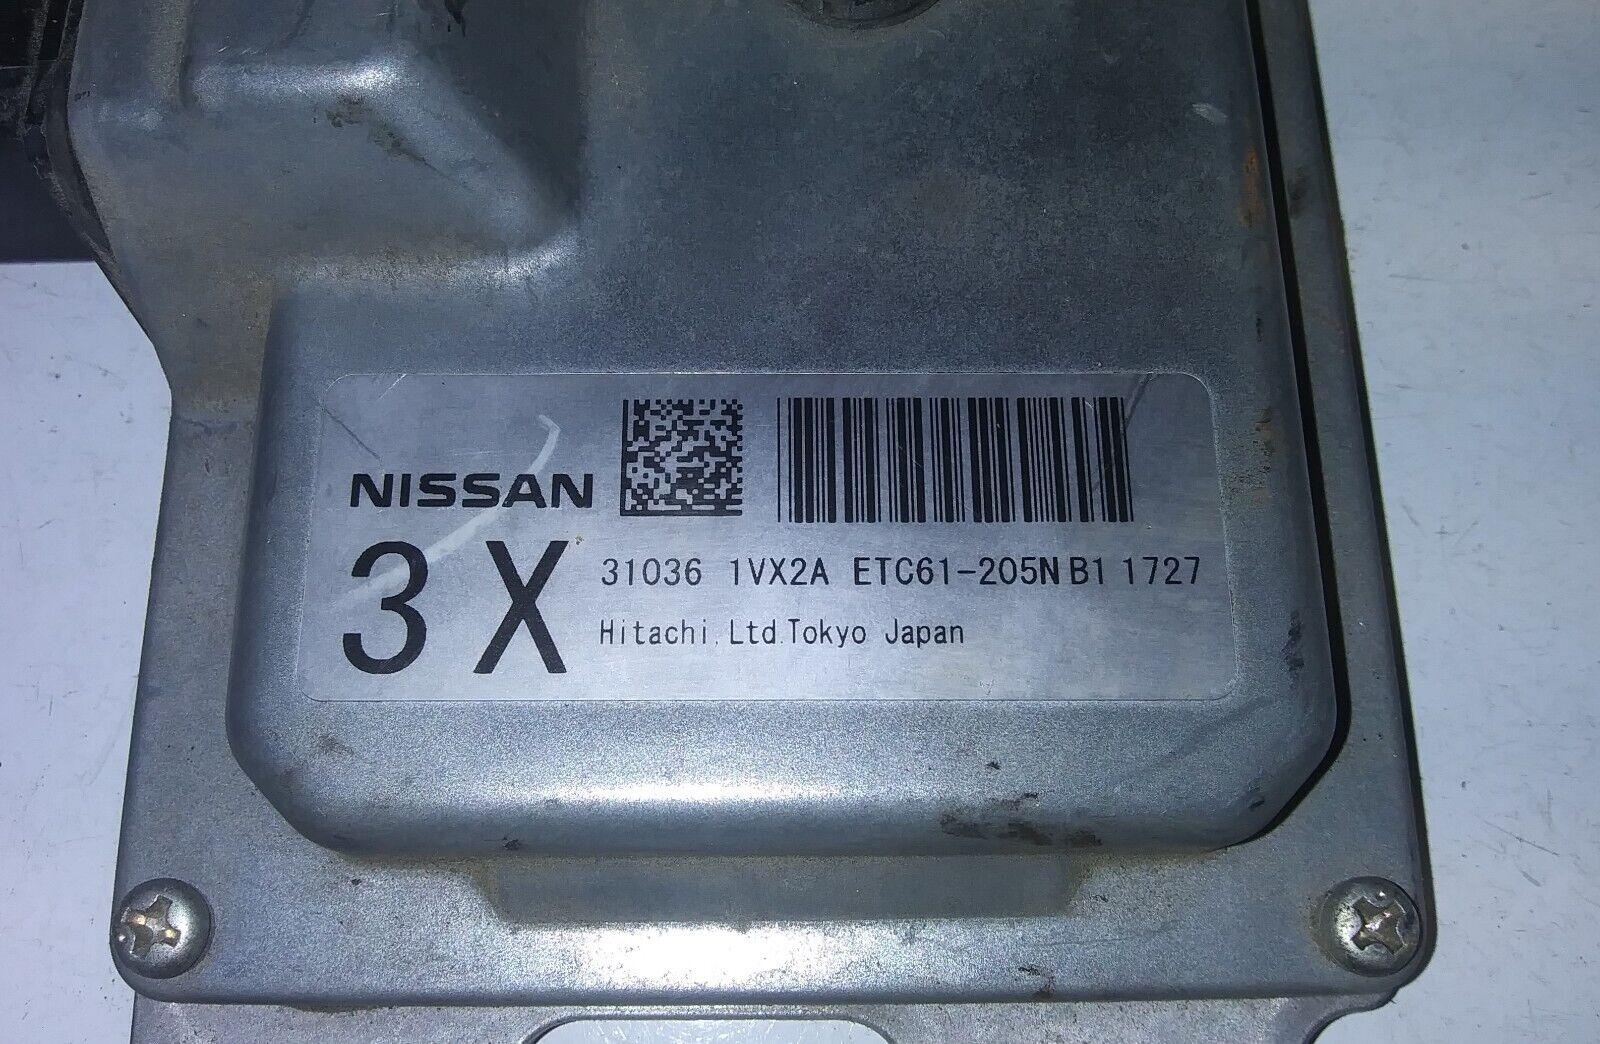 NISSAN
3X 31036 1VX2A ETC61-205N B1 1727
Hitachi, Ltd. Tokyo Japan